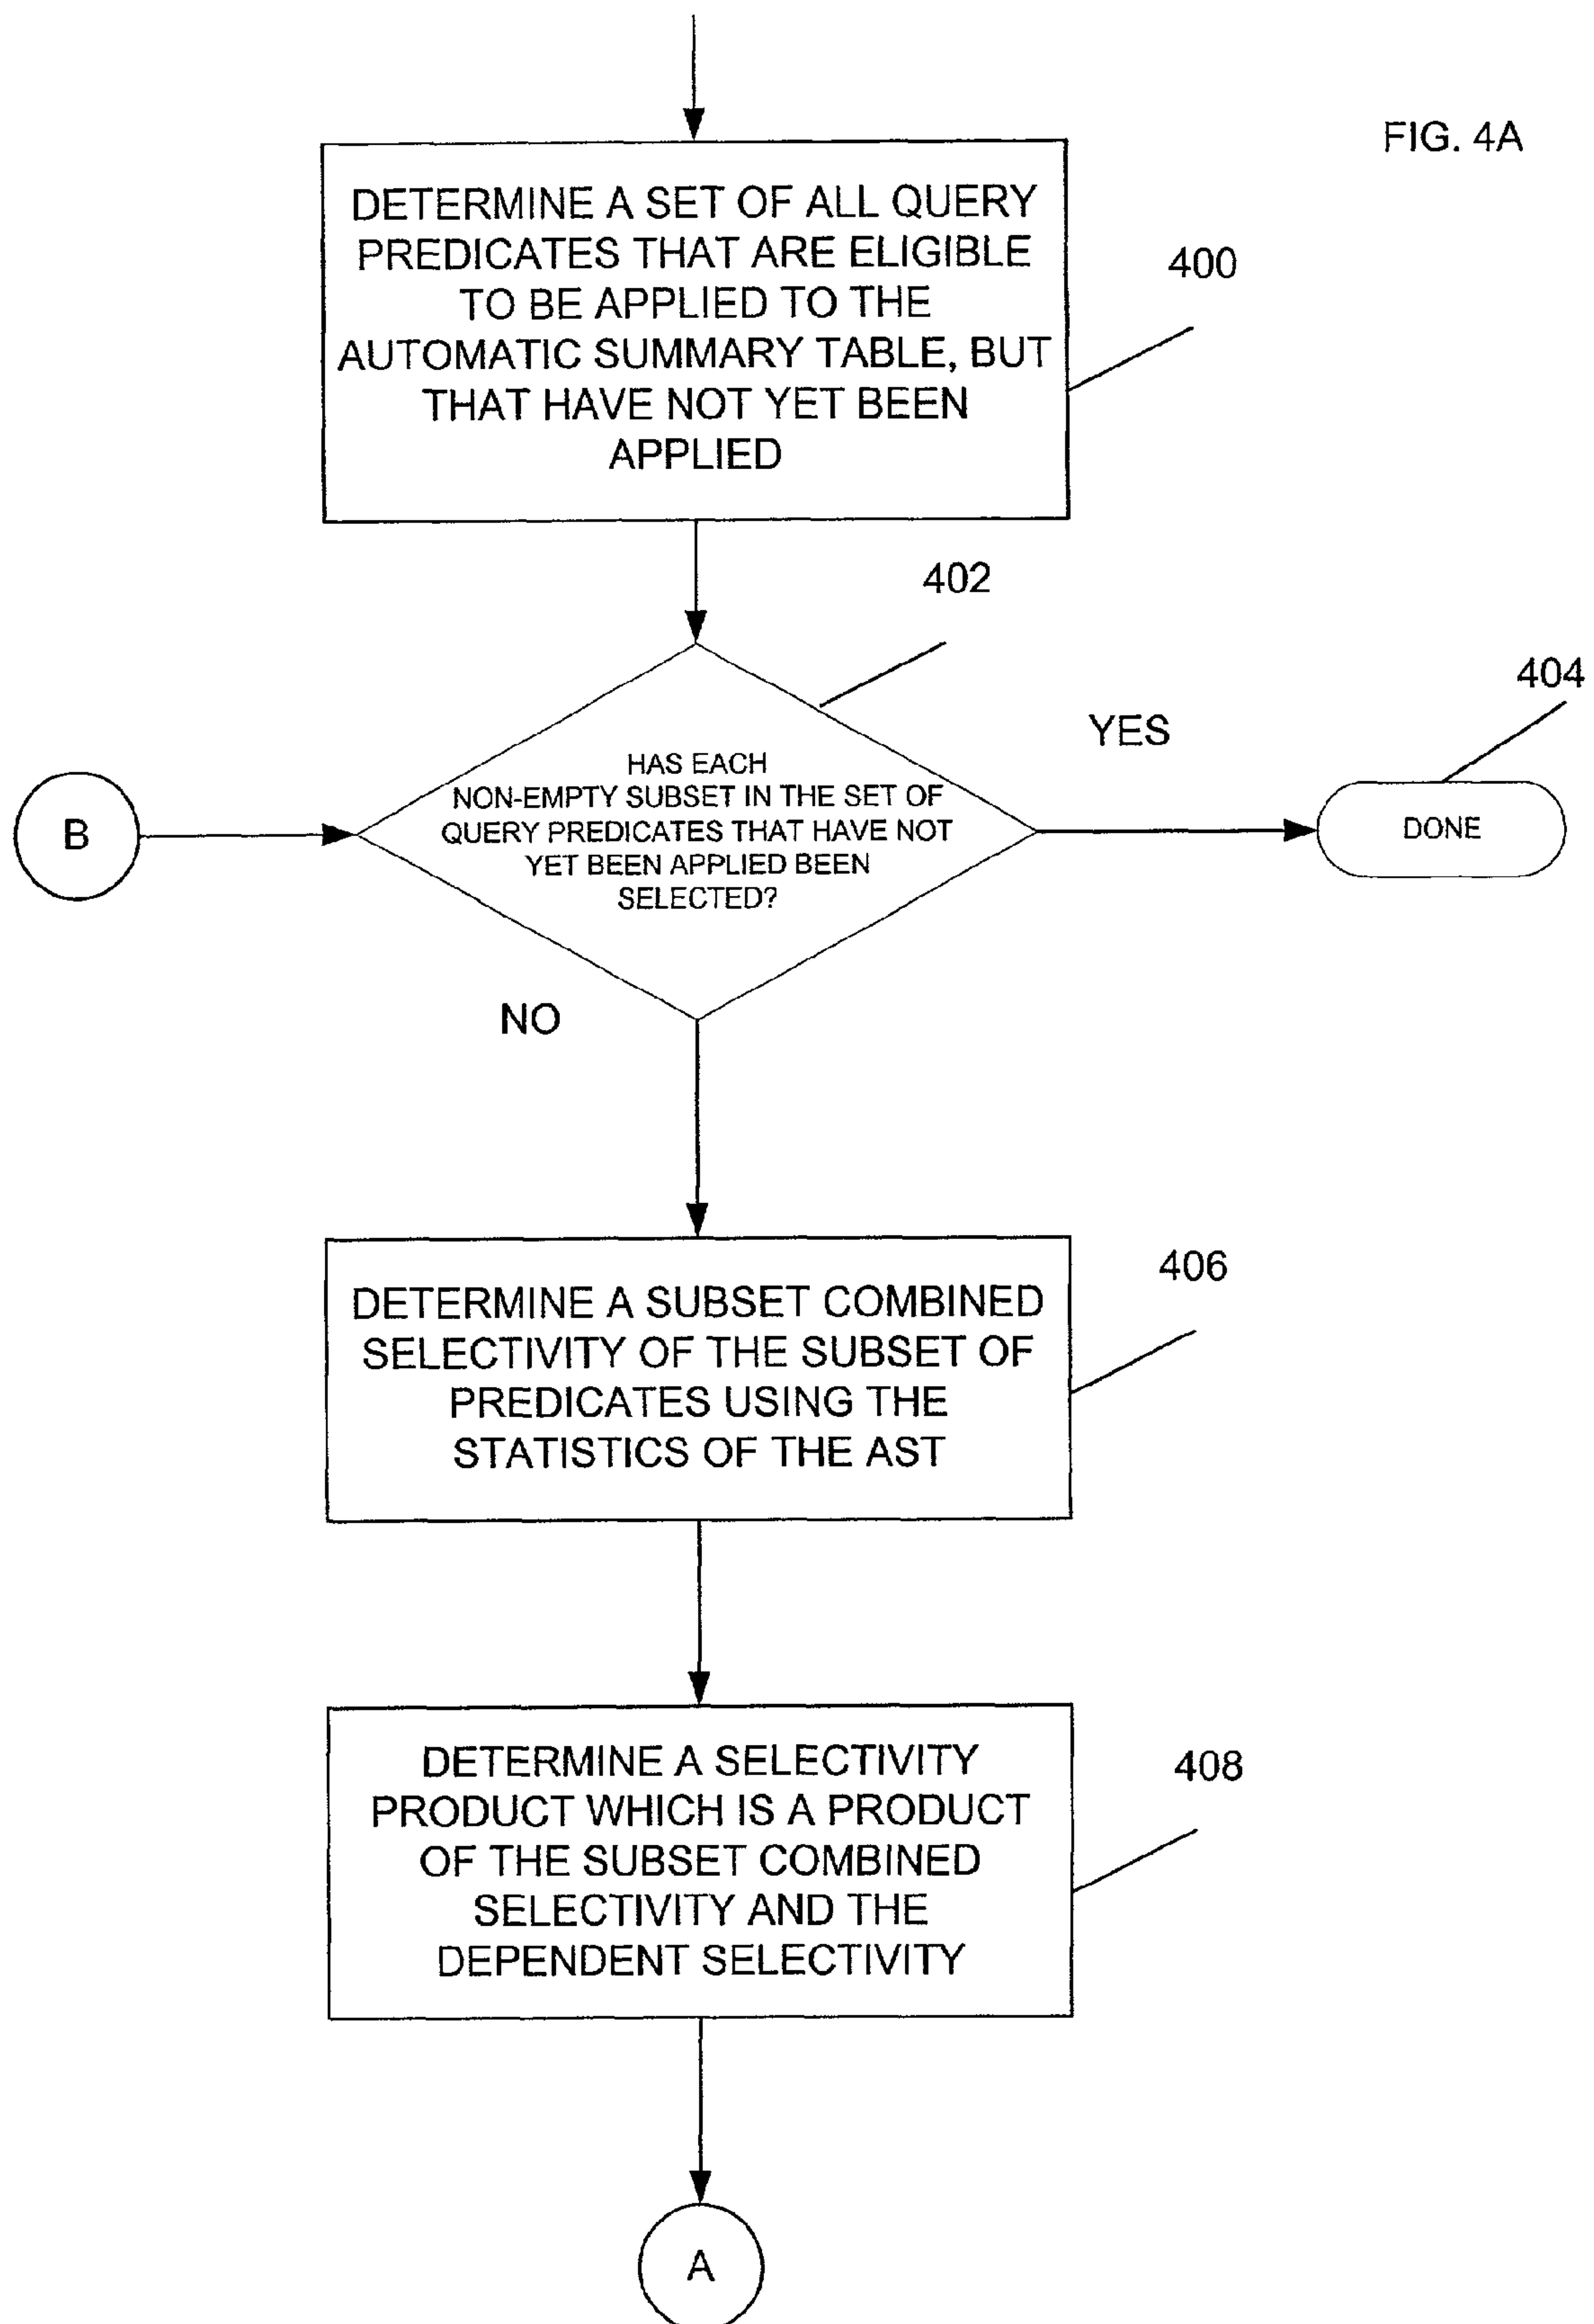 FIG. 4A
DETERMINE A SET OF ALL QUERY
PREDICATES THAT ARE ELIGIBLE
TO BE APPLIED TO THE
AUTOMATIC SUMMARY TABLE, BUT
THAT HAVE NOT YET BEEN
APPLIED
400
402
HAS EACH
NON-EMPTY SUBSET IN THE SET OF
QUERY PREDICATES THAT HAVE NOT
YET BEEN APPLIED BEEN
SELECTED?
YES
404
DONE
B
NO
DETERMINE A SUBSET COMBINED
SELECTIVITY OF THE SUBSET OF
PREDICATES USING THE
STATISTICS OF THE AST
406
DETERMINE A SELECTIVITY
PRODUCT WHICH IS A PRODUCT
OF THE SUBSET COMBINED
SELECTIVITY AND THE
DEPENDENT SELECTIVITY
408
A